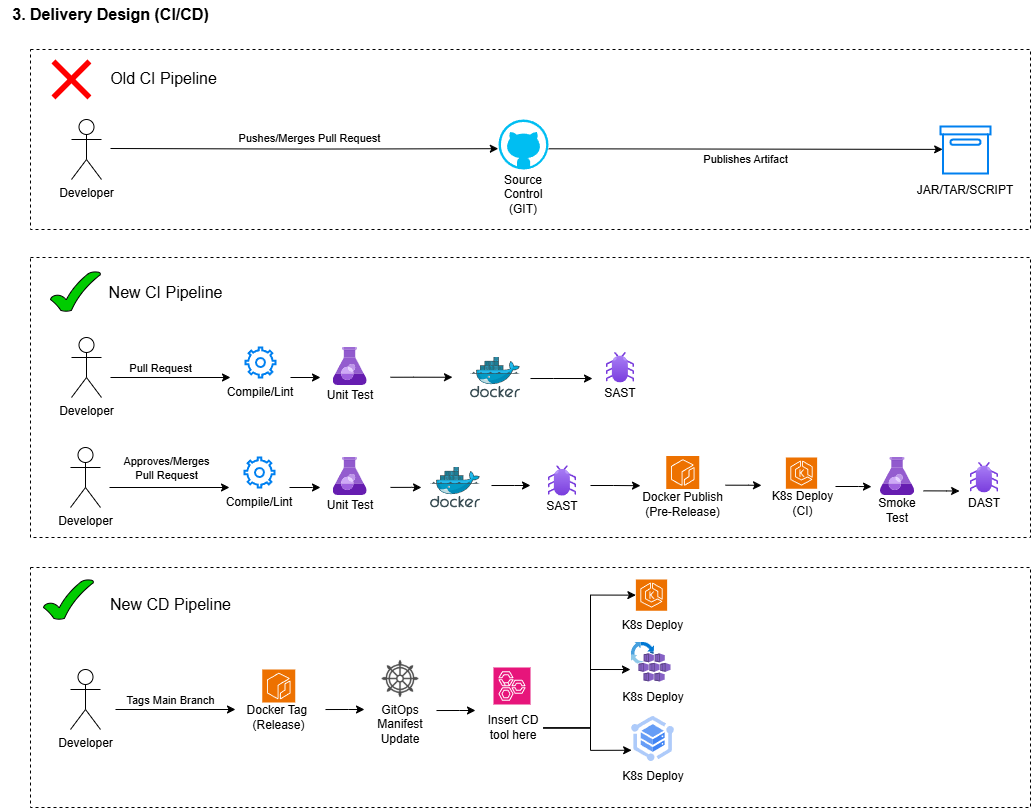 3. Delivery Design (CI/CD)
Old CI Pipeline
Pushes/Merges Pull Request
Publishes Artifact
Developer
Source
Control
(GIT)
JAR/TAR/SCRIPT
New CI Pipeline
Pull Request
Developer
Compile/Lint
Unit Test
docker
SAST
Approves/Merges
Pull Request
Developer
Compile/Lint
Unit Test
docker
SAST
Docker Publish
(Pre-Release)
K8s Deploy
(CI)
Smoke
Test
DAST
New CD Pipeline
Tags Main Branch
Developer
Docker Tag
(Release)
GitOps
Manifest
Update
Insert CD
tool here
K8s Deploy
K8s Deploy
K8s Deploy